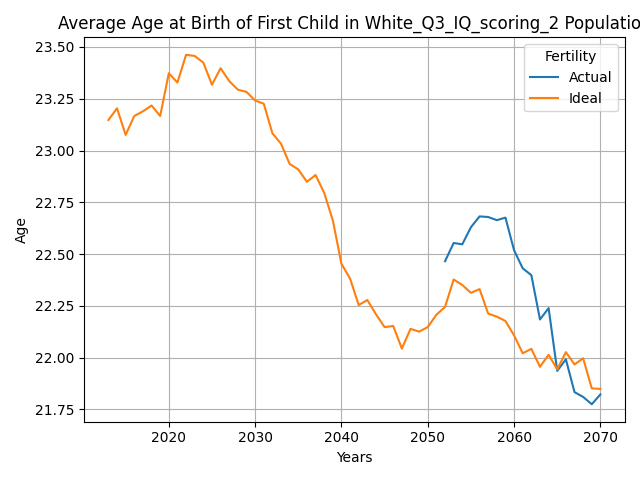 Average Age at Birth of First Child in White_Q3_IQ_scoring_2 Populatio
Fertility
Actual
Ideal
23.50
23.25
23.00
22.75
22.50
22.25
22.00
21.75
Age
2020
2030
2040
2050
2060
2070
Years